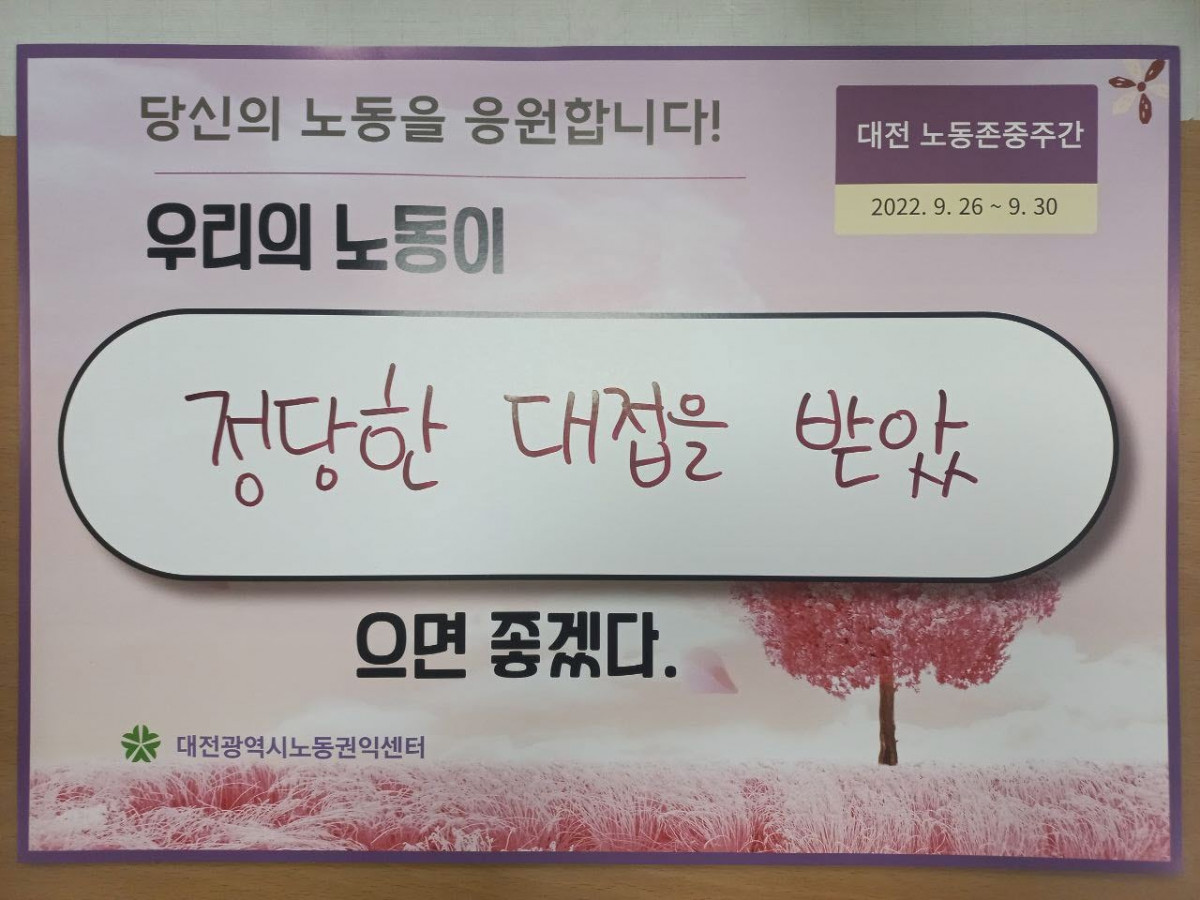 당신의 노동을 응원합니다!
대전 노동존중주간
2022. 9. 26 ~ 9. 30
우리의 노동이
정당한 대접을 받았
으면 좋겠다.
대전광역시노동권익센터